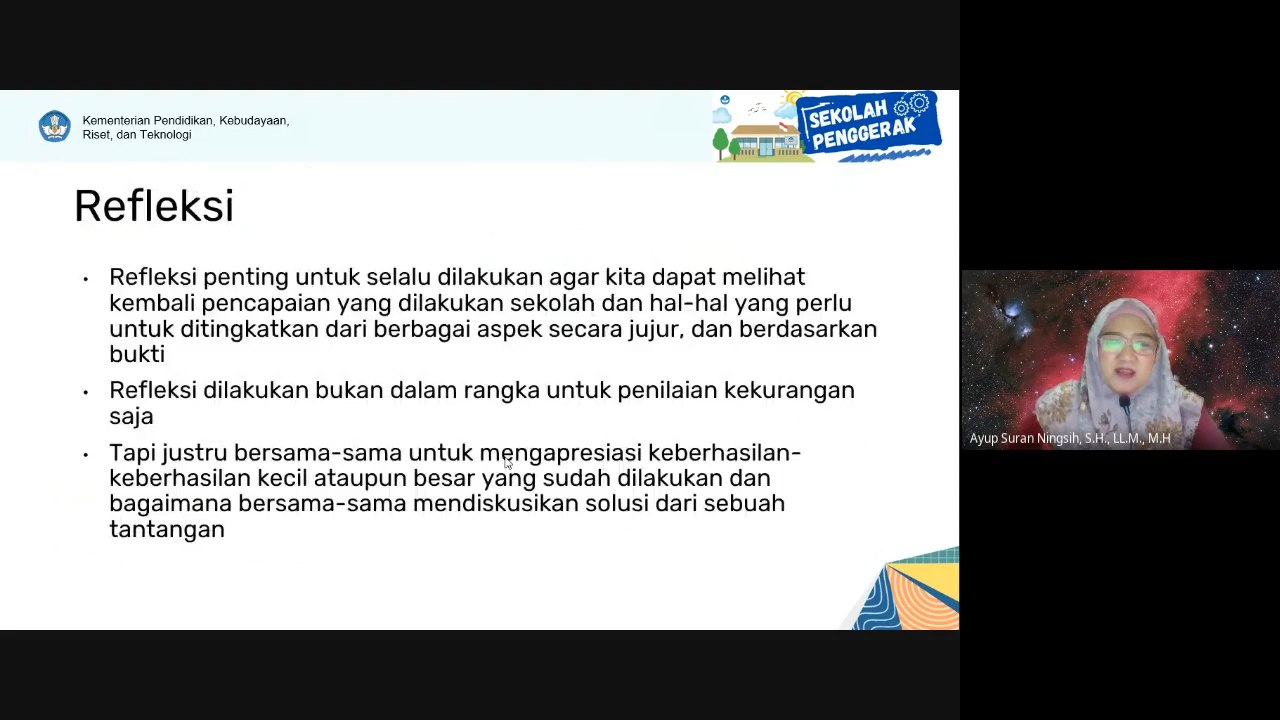 Kementerian Pendidikan, Kebudayaan,
Riset, dan Teknologi
SEKOLAH
PENGGERAK
Refleksi
• Refleksi penting untuk selalu dilakukan agar kita dapat melihat
kembali pencapaian yang dilakukan sekolah dan hal-hal yang perlu
untuk ditingkatkan dari berbagai aspek secara jujur, dan berdasarkan
bukti
• Refleksi dilakukan bukan dalam rangka untuk penilaian kekurangan
saja
• Tapi justru bersama-sama untuk mengapresiasi keberhasilan-
keberhasilan kecil ataupun besar yang sudah dilakukan dan
bagaimana bersama-sama mendiskusikan solusi dari sebuah
tantangan
Ayup Suran Ningsih, S.H., LL.M., M.H